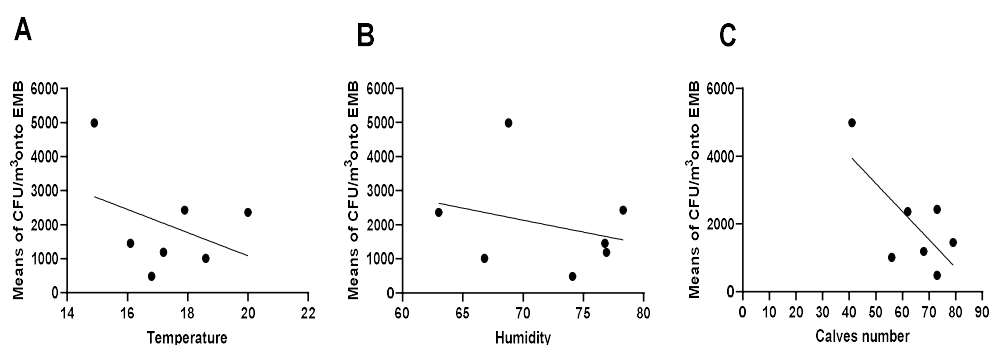 A
B
C
Means of CFU/m³onto EMB
6000
5000
4000
3000
2000
1000
0
14 16 18 20 22
Temperature
Means of CFU/m³onto EMB
6000
5000
4000
3000
2000
1000
0
60 65 70 75 80
Humidity
Means of CFU/m³onto EMB
6000
4000
2000
0
0 10 20 30 40 50 60 70 80 90
Calves number